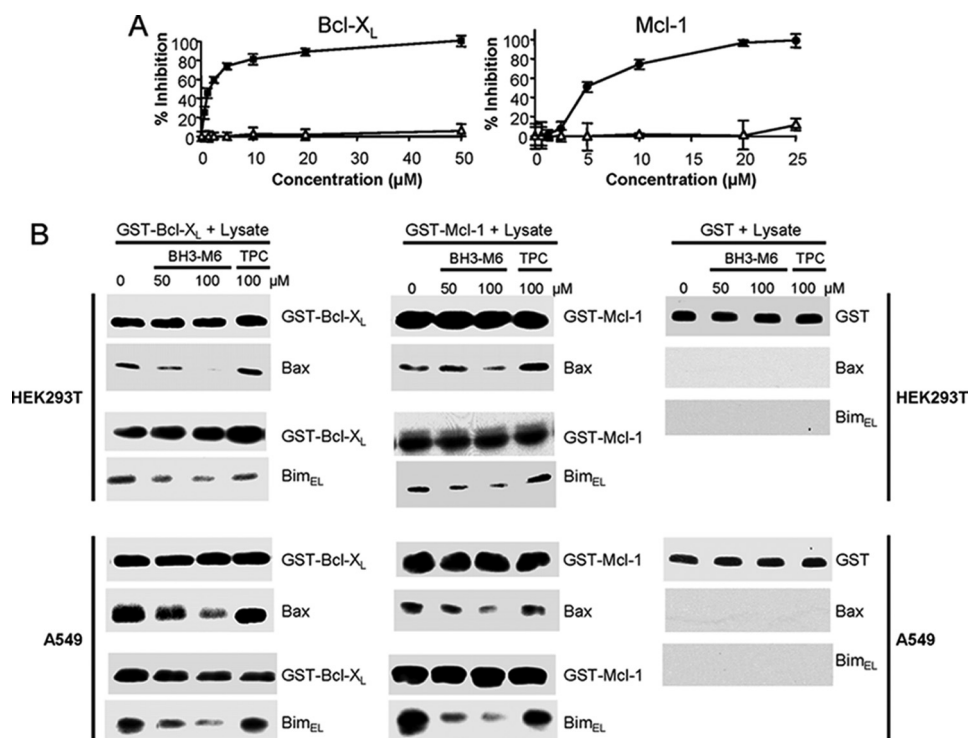 A
Bcl-XL
Mcl-1
% Inhibition
100
80
60
40
20
0
0 10 20 30 40 50
Concentration (µM)
% Inhibition
100
80
60
40
20
0
0 5 10 15 20 25
Concentration (µM)
B
GST-Bcl-XL + Lysate
BH3-M6 TPC
0 50 100 100 µM
GST-Mcl-1 + Lysate
BH3-M6 TPC
0 50 100 100 µM
GST + Lysate
BH3-M6 TPC
0 50 100 100 µM
HEK293T
GST-Bcl-XL
GST-Mcl-1
GST
Bax
Bax
Bax
GST-Bcl-XL
GST-Mcl-1
BimEL
BimEL
BimEL
HEK293T
A549
GST-Bcl-XL
GST-Mcl-1
GST
Bax
Bax
Bax
GST-Bcl-XL
GST-Mcl-1
BimEL
BimEL
BimEL
A549